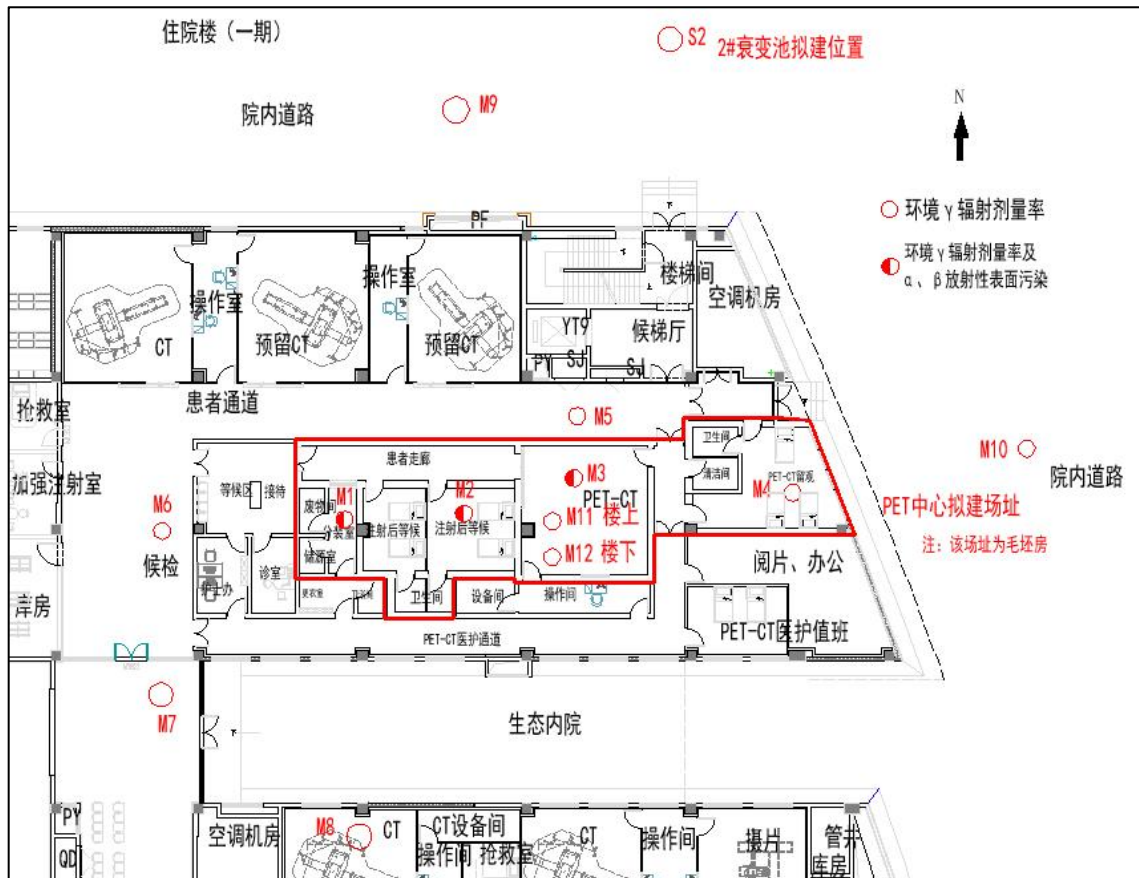 住院楼（一期）
S2
2#衰变池拟建位置
M9
院内道路
N
环境 γ 辐射剂量率
环境 γ 辐射剂量率及
α、β 放射性表面污染
PF
操作室
操作室
楼梯间
空调机房
CT
预留CT
预留CT
YT9
候梯厅
PY
SJ
SJ
患者通道
抢救室
M5
卫生间
M10
患者走廊
清洁间
加强注射室
等候区
接待
M3
PET-CT留观
院内道路
废物间
M1
M2
PET-CT
M4
PET中心拟建场址
M6
分装室
注射后等候
注射后等候
M11 楼上
注：该场址为毛坯房
候检
储源室
M12 楼下
阅片、办公
护士办
诊室
库房
更衣室
卫生间
设备间
操作间
PET-CT医护通道
PET-CT医护值班
M7
生态内院
PY
空调机房
M8
CT
CT设备间
CT
操作间
摄片
管井
QD
操作间
抢救室
库房